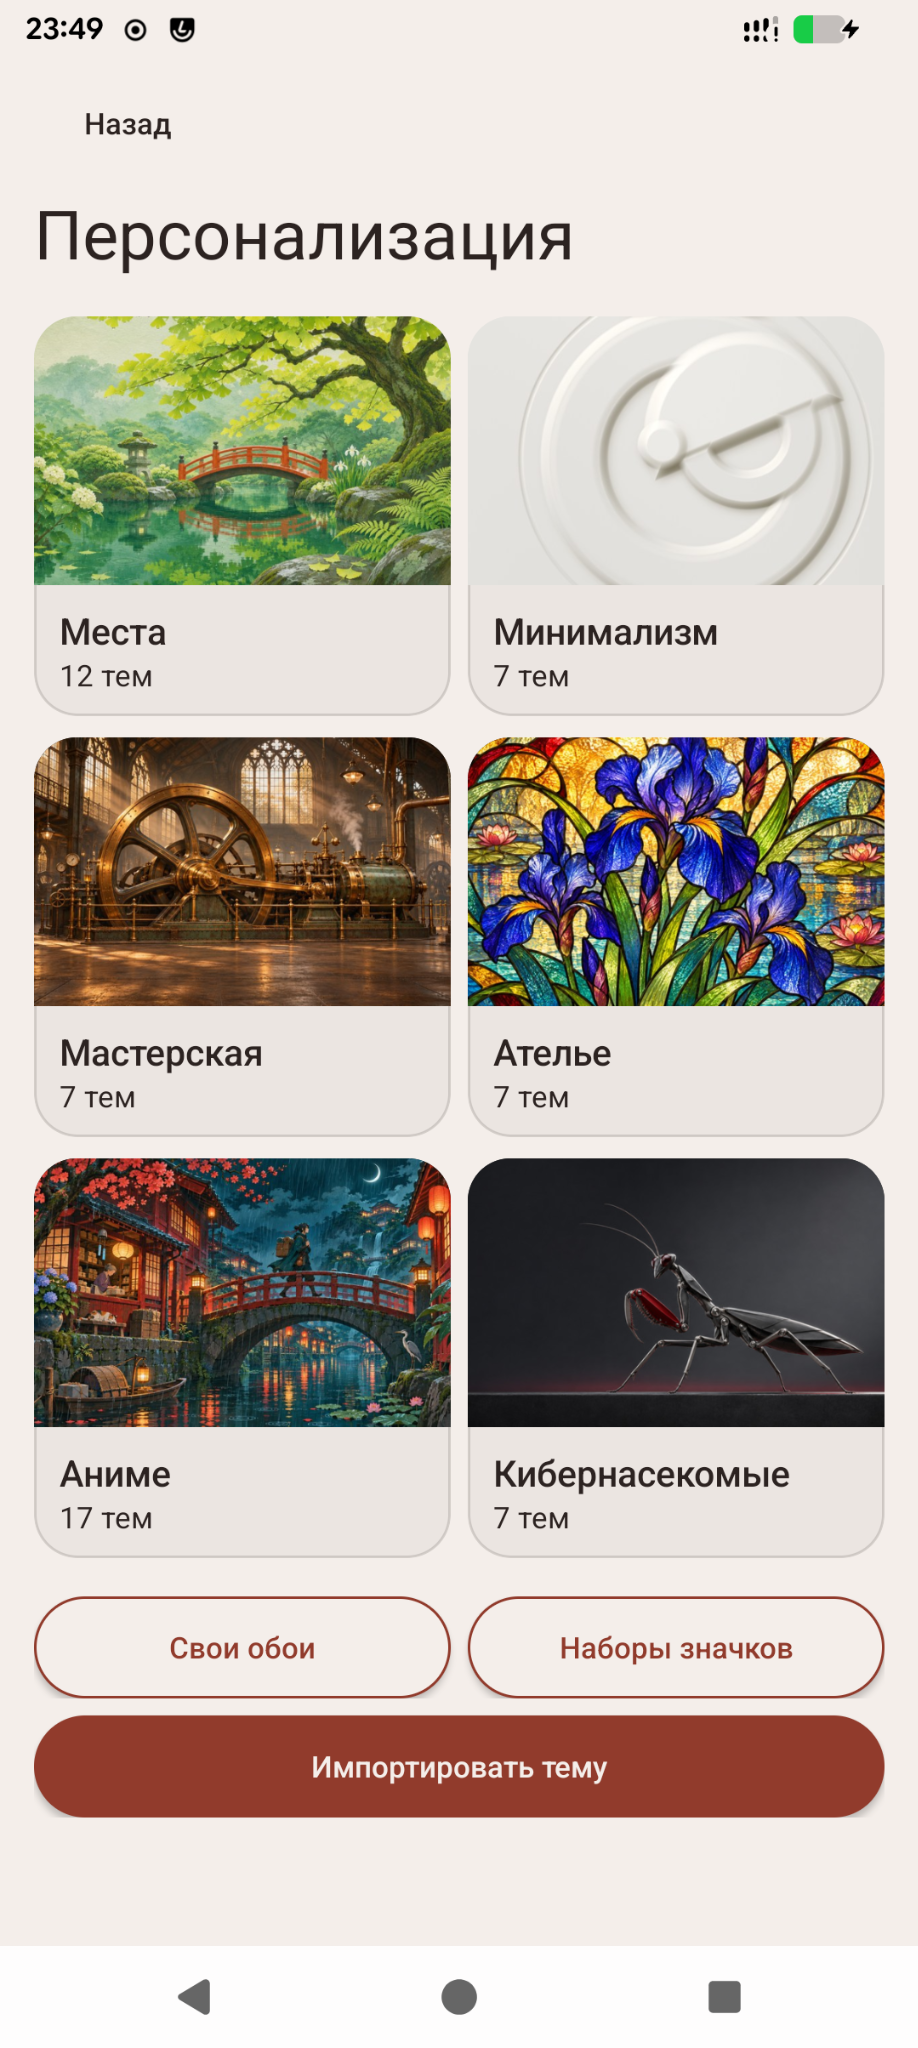 23:49
Назад
Персонализация
Места
12 тем
Минимализм
7 тем
Мастерская
7 тем
Ателье
7 тем
Аниме
17 тем
Кибернасекомые
7 тем
Свои обои
Наборы значков
Импортировать тему